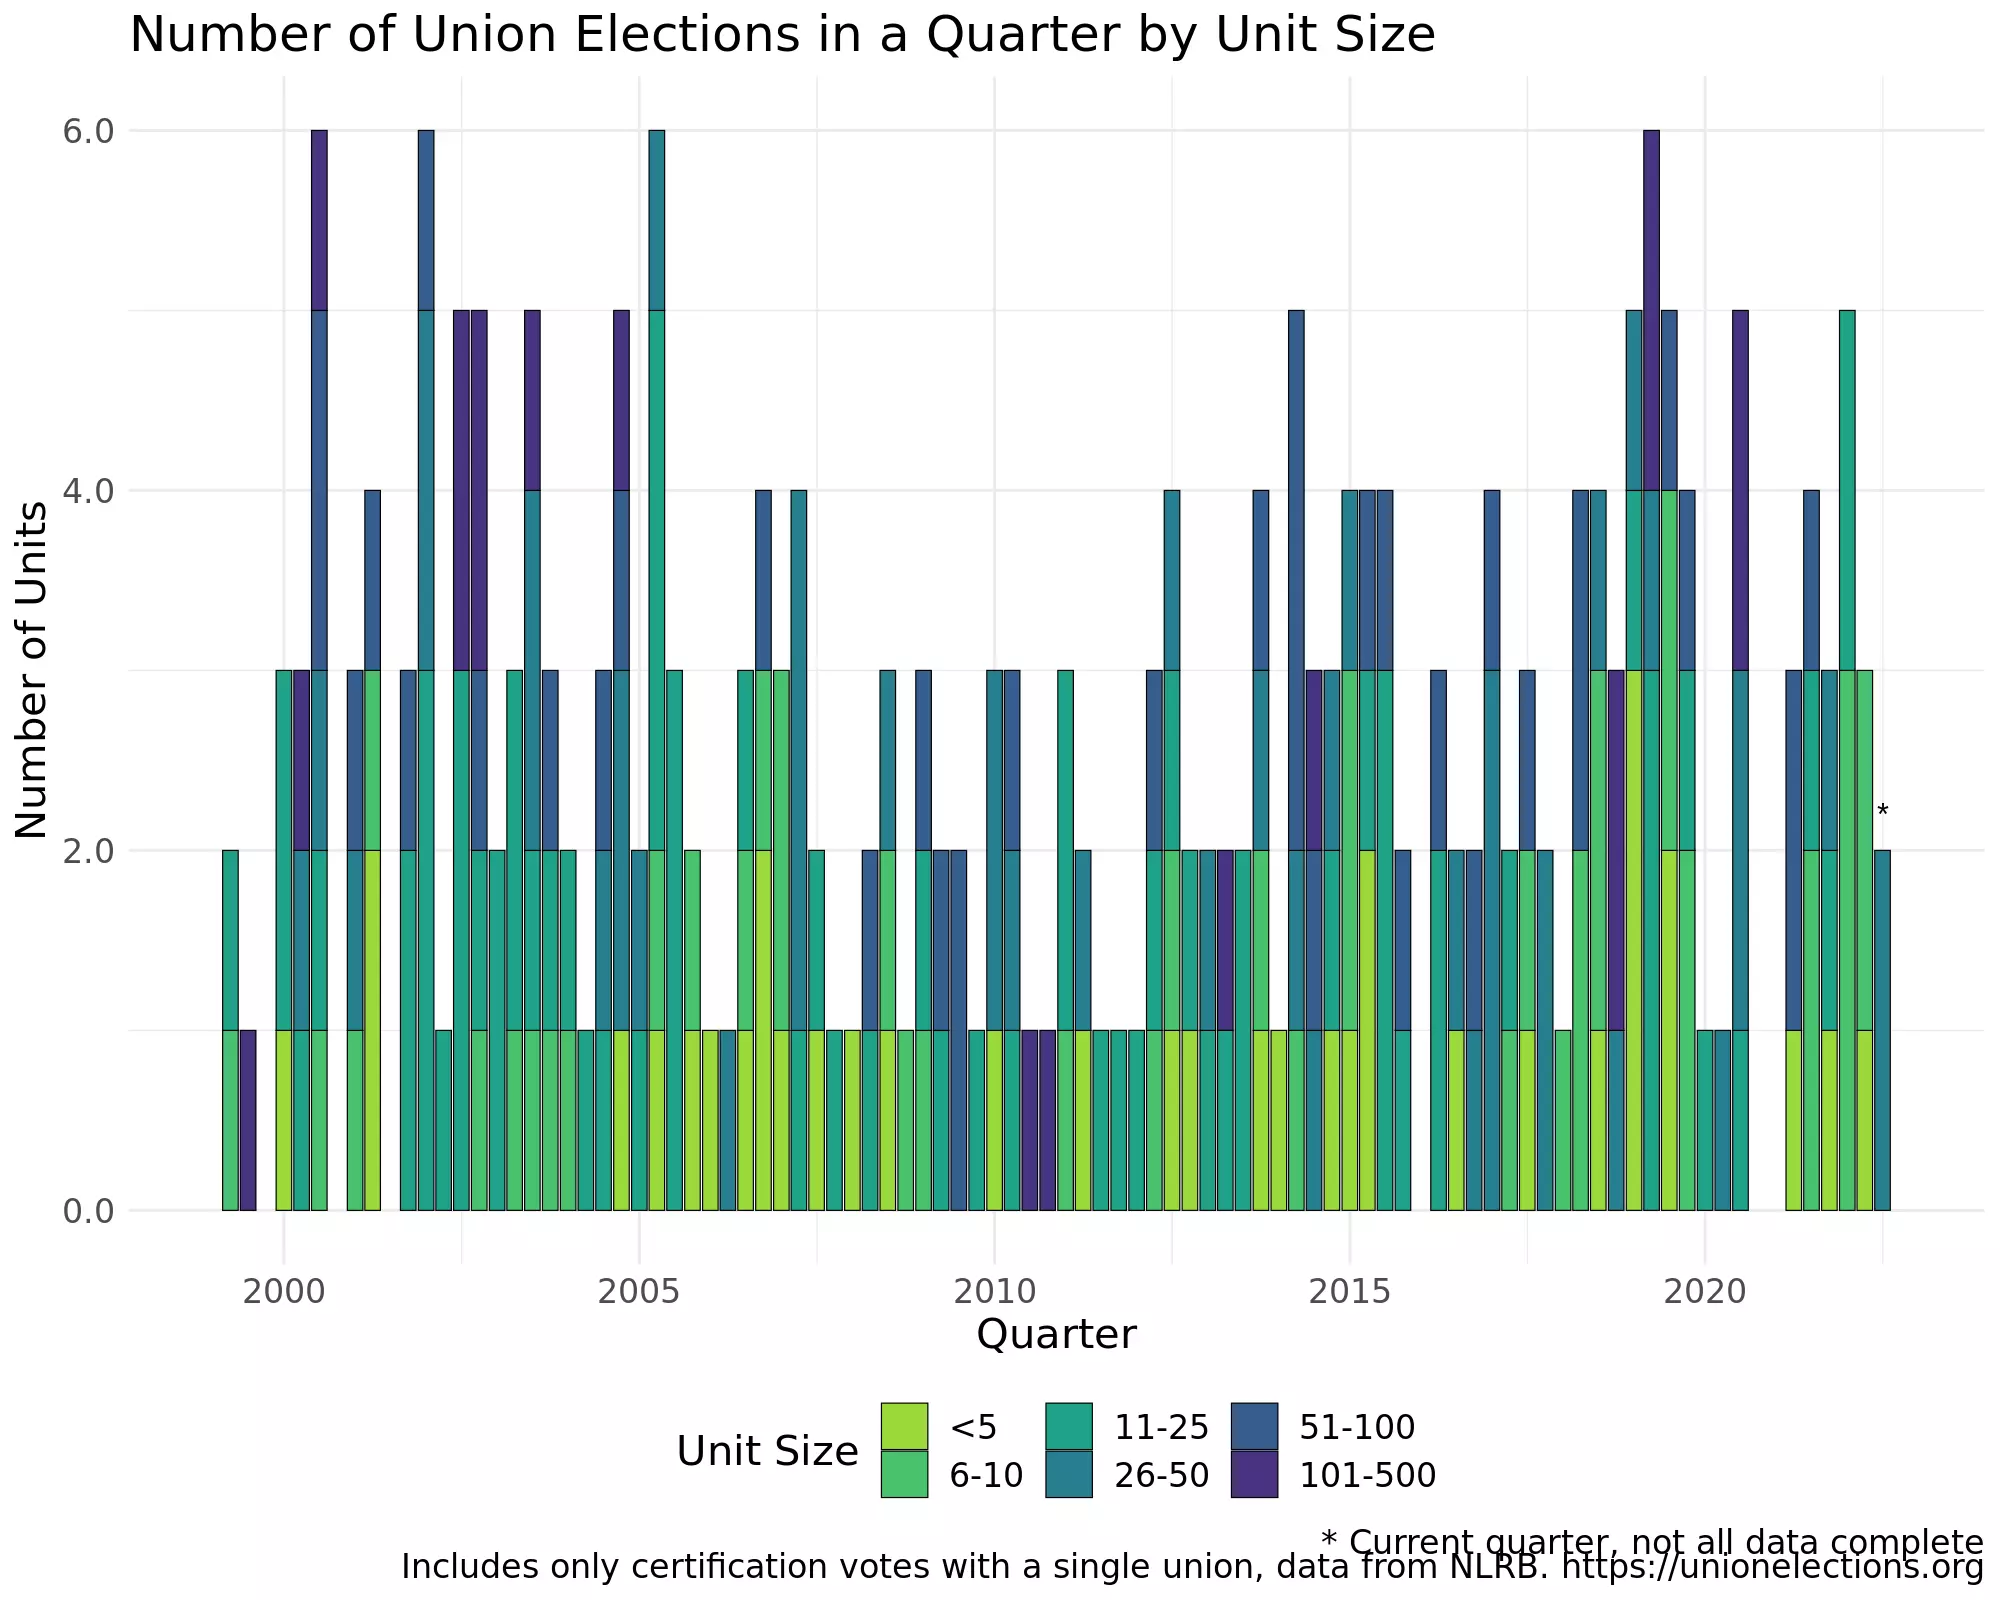 Number of Union Elections in a Quarter by Unit Size
Number of Units
6.0
4.0
2.0
0.0
*
2000 2005 2010 2015 2020
Quarter
Unit Size
<5 11-25 51-100
6-10 26-50 101-500
* Current quarter, not all data complete
Includes only certification votes with a single union, data from NLRB. https://unionelections.org